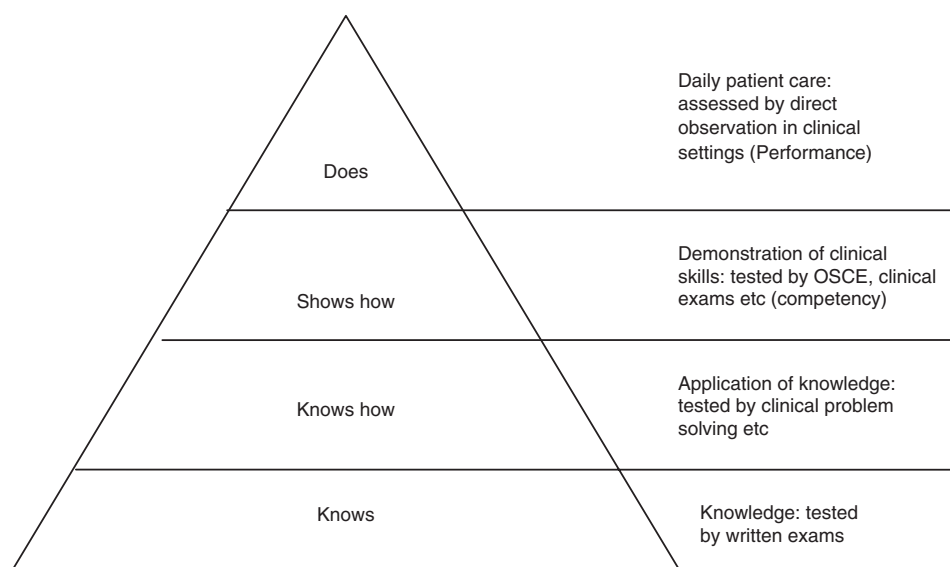 Daily patient care:
assessed by direct
observation in clinical
settings (Performance)
Does
Demonstration of clinical
skills: tested by OSCE, clinical
exams etc (competency)
Shows how
Application of knowledge:
tested by clinical problem
solving etc
Knows how
Knowledge: tested
by written exams
Knows